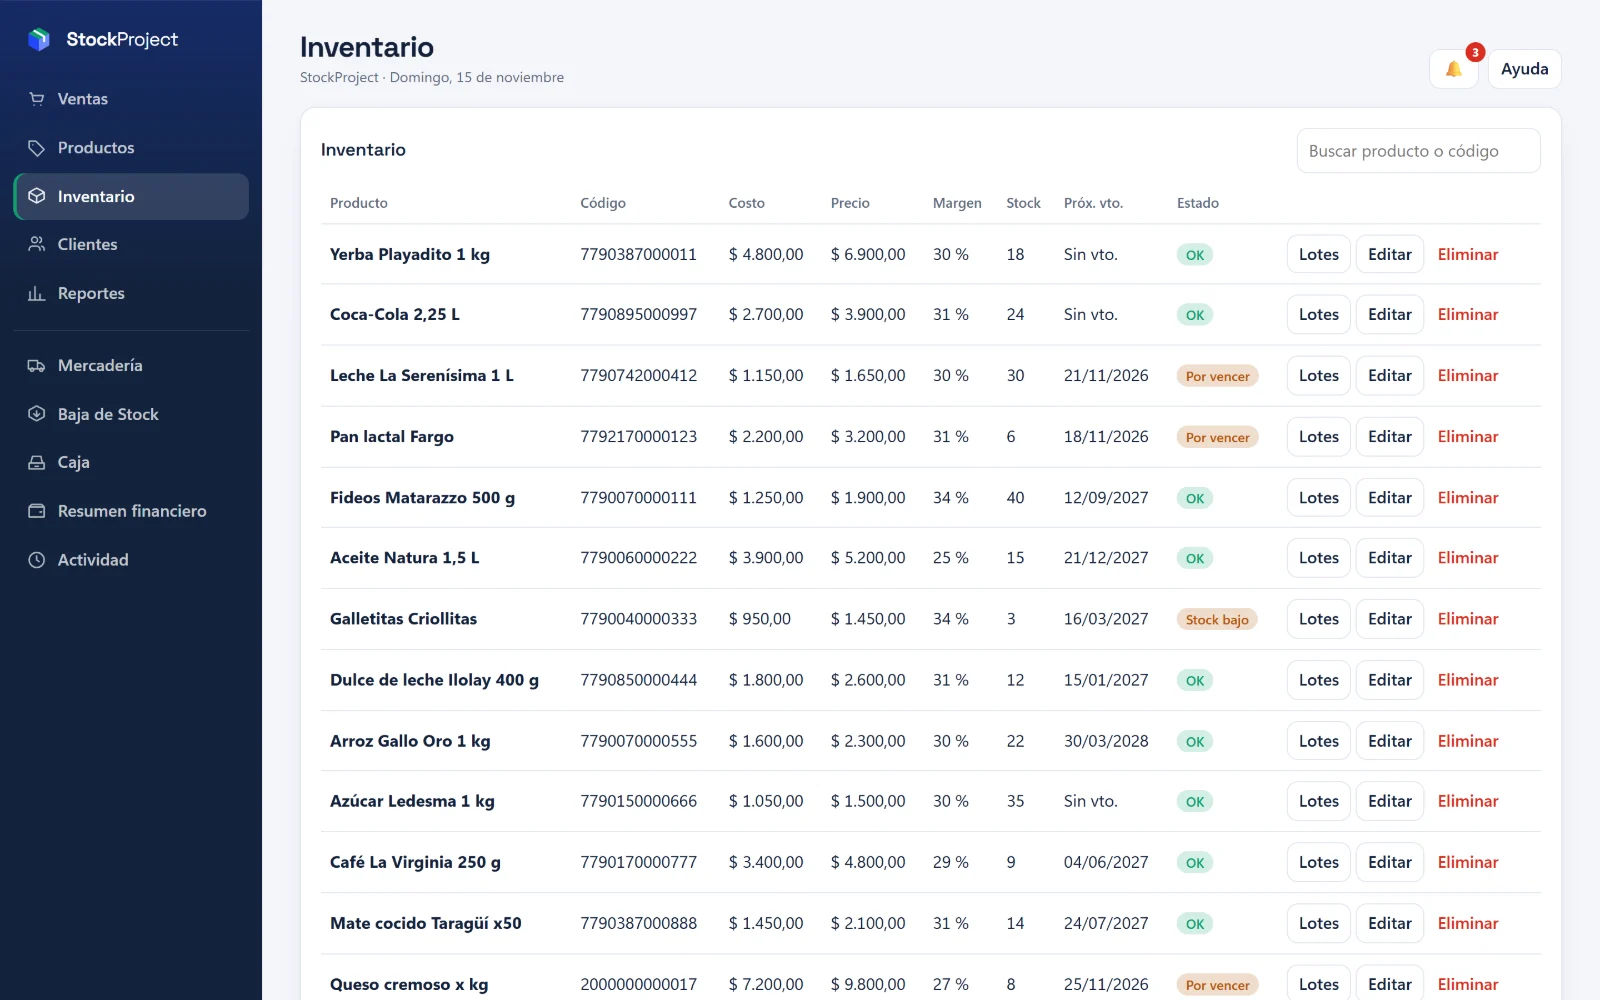 StockProject
Ventas
Productos
Inventario
Clientes
Reportes
Mercadería
Baja de Stock
Caja
Resumen financiero
Actividad
Inventario
StockProject · Domingo, 15 de noviembre
3
Ayuda
Inventario
Buscar producto o código
Producto Código Costo Precio Margen Stock Próx. vto. Estado
Yerba Playadito 1 kg 7790387000011 $ 4.800,00 $ 6.900,00 30 % 18 Sin vto. OK Lotes Editar Eliminar
Coca-Cola 2,25 L 7790895000997 $ 2.700,00 $ 3.900,00 31 % 24 Sin vto. OK Lotes Editar Eliminar
Leche La Serenísima 1 L 7790742000412 $ 1.150,00 $ 1.650,00 30 % 30 21/11/2026 Por vencer Lotes Editar Eliminar
Pan lactal Fargo 7792170000123 $ 2.200,00 $ 3.200,00 31 % 6 18/11/2026 Por vencer Lotes Editar Eliminar
Fideos Matarazzo 500 g 7790070000111 $ 1.250,00 $ 1.900,00 34 % 40 12/09/2027 OK Lotes Editar Eliminar
Aceite Natura 1,5 L 7790060000222 $ 3.900,00 $ 5.200,00 25 % 15 21/12/2027 OK Lotes Editar Eliminar
Galletitas Criollitas 7790040000333 $ 950,00 $ 1.450,00 34 % 3 16/03/2027 Stock bajo Lotes Editar Eliminar
Dulce de leche Ilolay 400 g 7790850000444 $ 1.800,00 $ 2.600,00 31 % 12 15/01/2027 OK Lotes Editar Eliminar
Arroz Gallo Oro 1 kg 7790070000555 $ 1.600,00 $ 2.300,00 30 % 22 30/03/2028 OK Lotes Editar Eliminar
Azúcar Ledesma 1 kg 7790150000666 $ 1.050,00 $ 1.500,00 30 % 35 Sin vto. OK Lotes Editar Eliminar
Café La Virginia 250 g 7790170000777 $ 3.400,00 $ 4.800,00 29 % 9 04/06/2027 OK Lotes Editar Eliminar
Mate cocido Taragüí x50 7790387000888 $ 1.450,00 $ 2.100,00 31 % 14 24/07/2027 OK Lotes Editar Eliminar
Queso cremoso x kg 2000000000017 $ 7.200,00 $ 9.800,00 27 % 8 25/11/2026 Por vencer Lotes Editar Eliminar